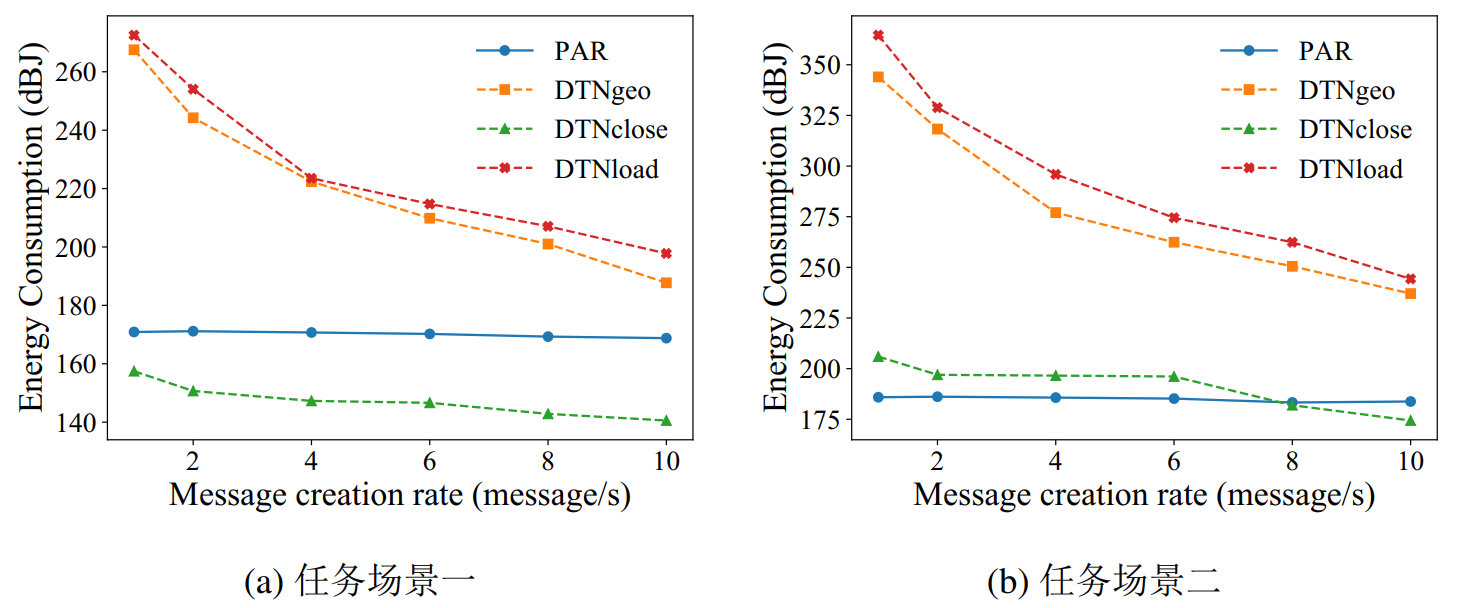 Energy Consumption (dBJ)
260
240
220
200
180
160
140
2 4 6 8 10
Message creation rate (message/s)
PAR
DTNgeo
DTNclose
DTNload
(a) 任务场景一
Energy Consumption (dBJ)
350
325
300
275
250
225
200
175
2 4 6 8 10
Message creation rate (message/s)
PAR
DTNgeo
DTNclose
DTNload
(b) 任务场景二